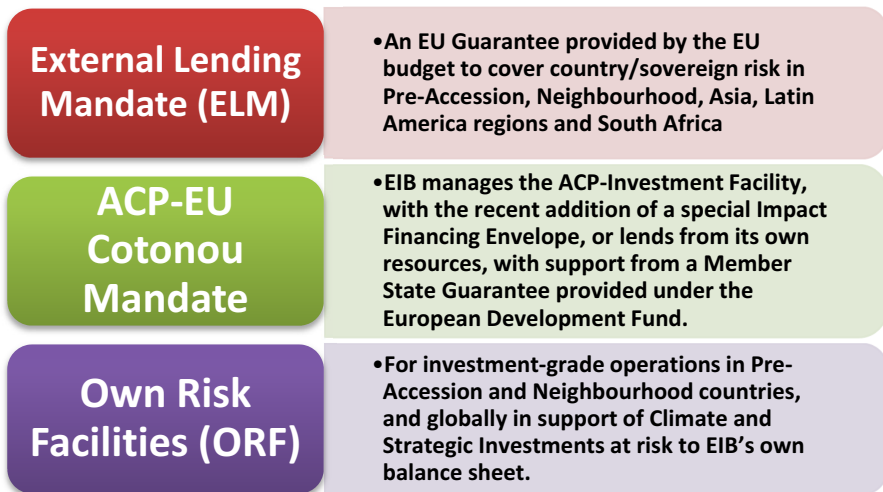 External Lending
Mandate (ELM)
•An EU Guarantee provided by the EU
budget to cover country/sovereign risk in
Pre-Accession, Neighbourhood, Asia, Latin
America regions and South Africa
ACP-EU
Cotonou
Mandate
•EIB manages the ACP-Investment Facility,
with the recent addition of a special Impact
Financing Envelope, or lends from its own
resources, with support from a Member
State Guarantee provided under the
European Development Fund.
Own Risk
Facilities (ORF)
•For investment-grade operations in Pre-
Accession and Neighbourhood countries,
and globally in support of Climate and
Strategic Investments at risk to EIB’s own
balance sheet.